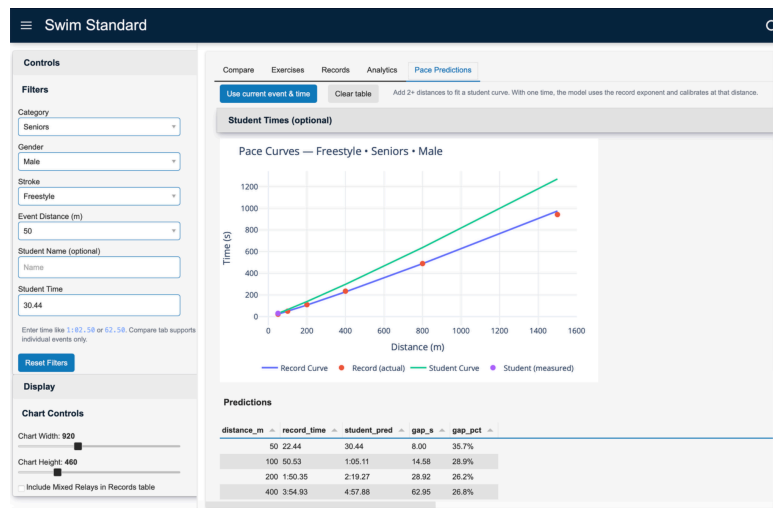 Swim Standard
Controls
Filters
Category
Seniors
Gender
Male
Stroke
Freestyle
Event Distance (m)
50
Student Name (optional)
Name
Student Time
30.44
Enter time like 1:02.50 or 62.50. Compare tab supports
individual events only.
Reset Filters
Display
Chart Controls
Chart Width: 920
Chart Height: 460
Include Mixed Relays in Records table
Compare Exercises Records Analytics Pace Predictions
Use current event & time Clear table Add 2+ distances to fit a student curve. With one time, the model uses the record exponent and calibrates at that distance.
Student Times (optional)
Pace Curves — Freestyle • Seniors • Male
Time (s)
1200
1000
800
600
400
200
0
0 200 400 600 800 1000 1200 1400 1600
Distance (m)
Record Curve Record (actual) Student Curve Student (measured)
Predictions
distance_m record_time student_pred gap_s gap_pct
50 22.44 30.44 8.00 35.7%
100 50.53 1:05.11 14.58 28.9%
200 1:50.35 2:19.27 28.92 26.2%
400 3:54.93 4:57.88 62.95 26.8%